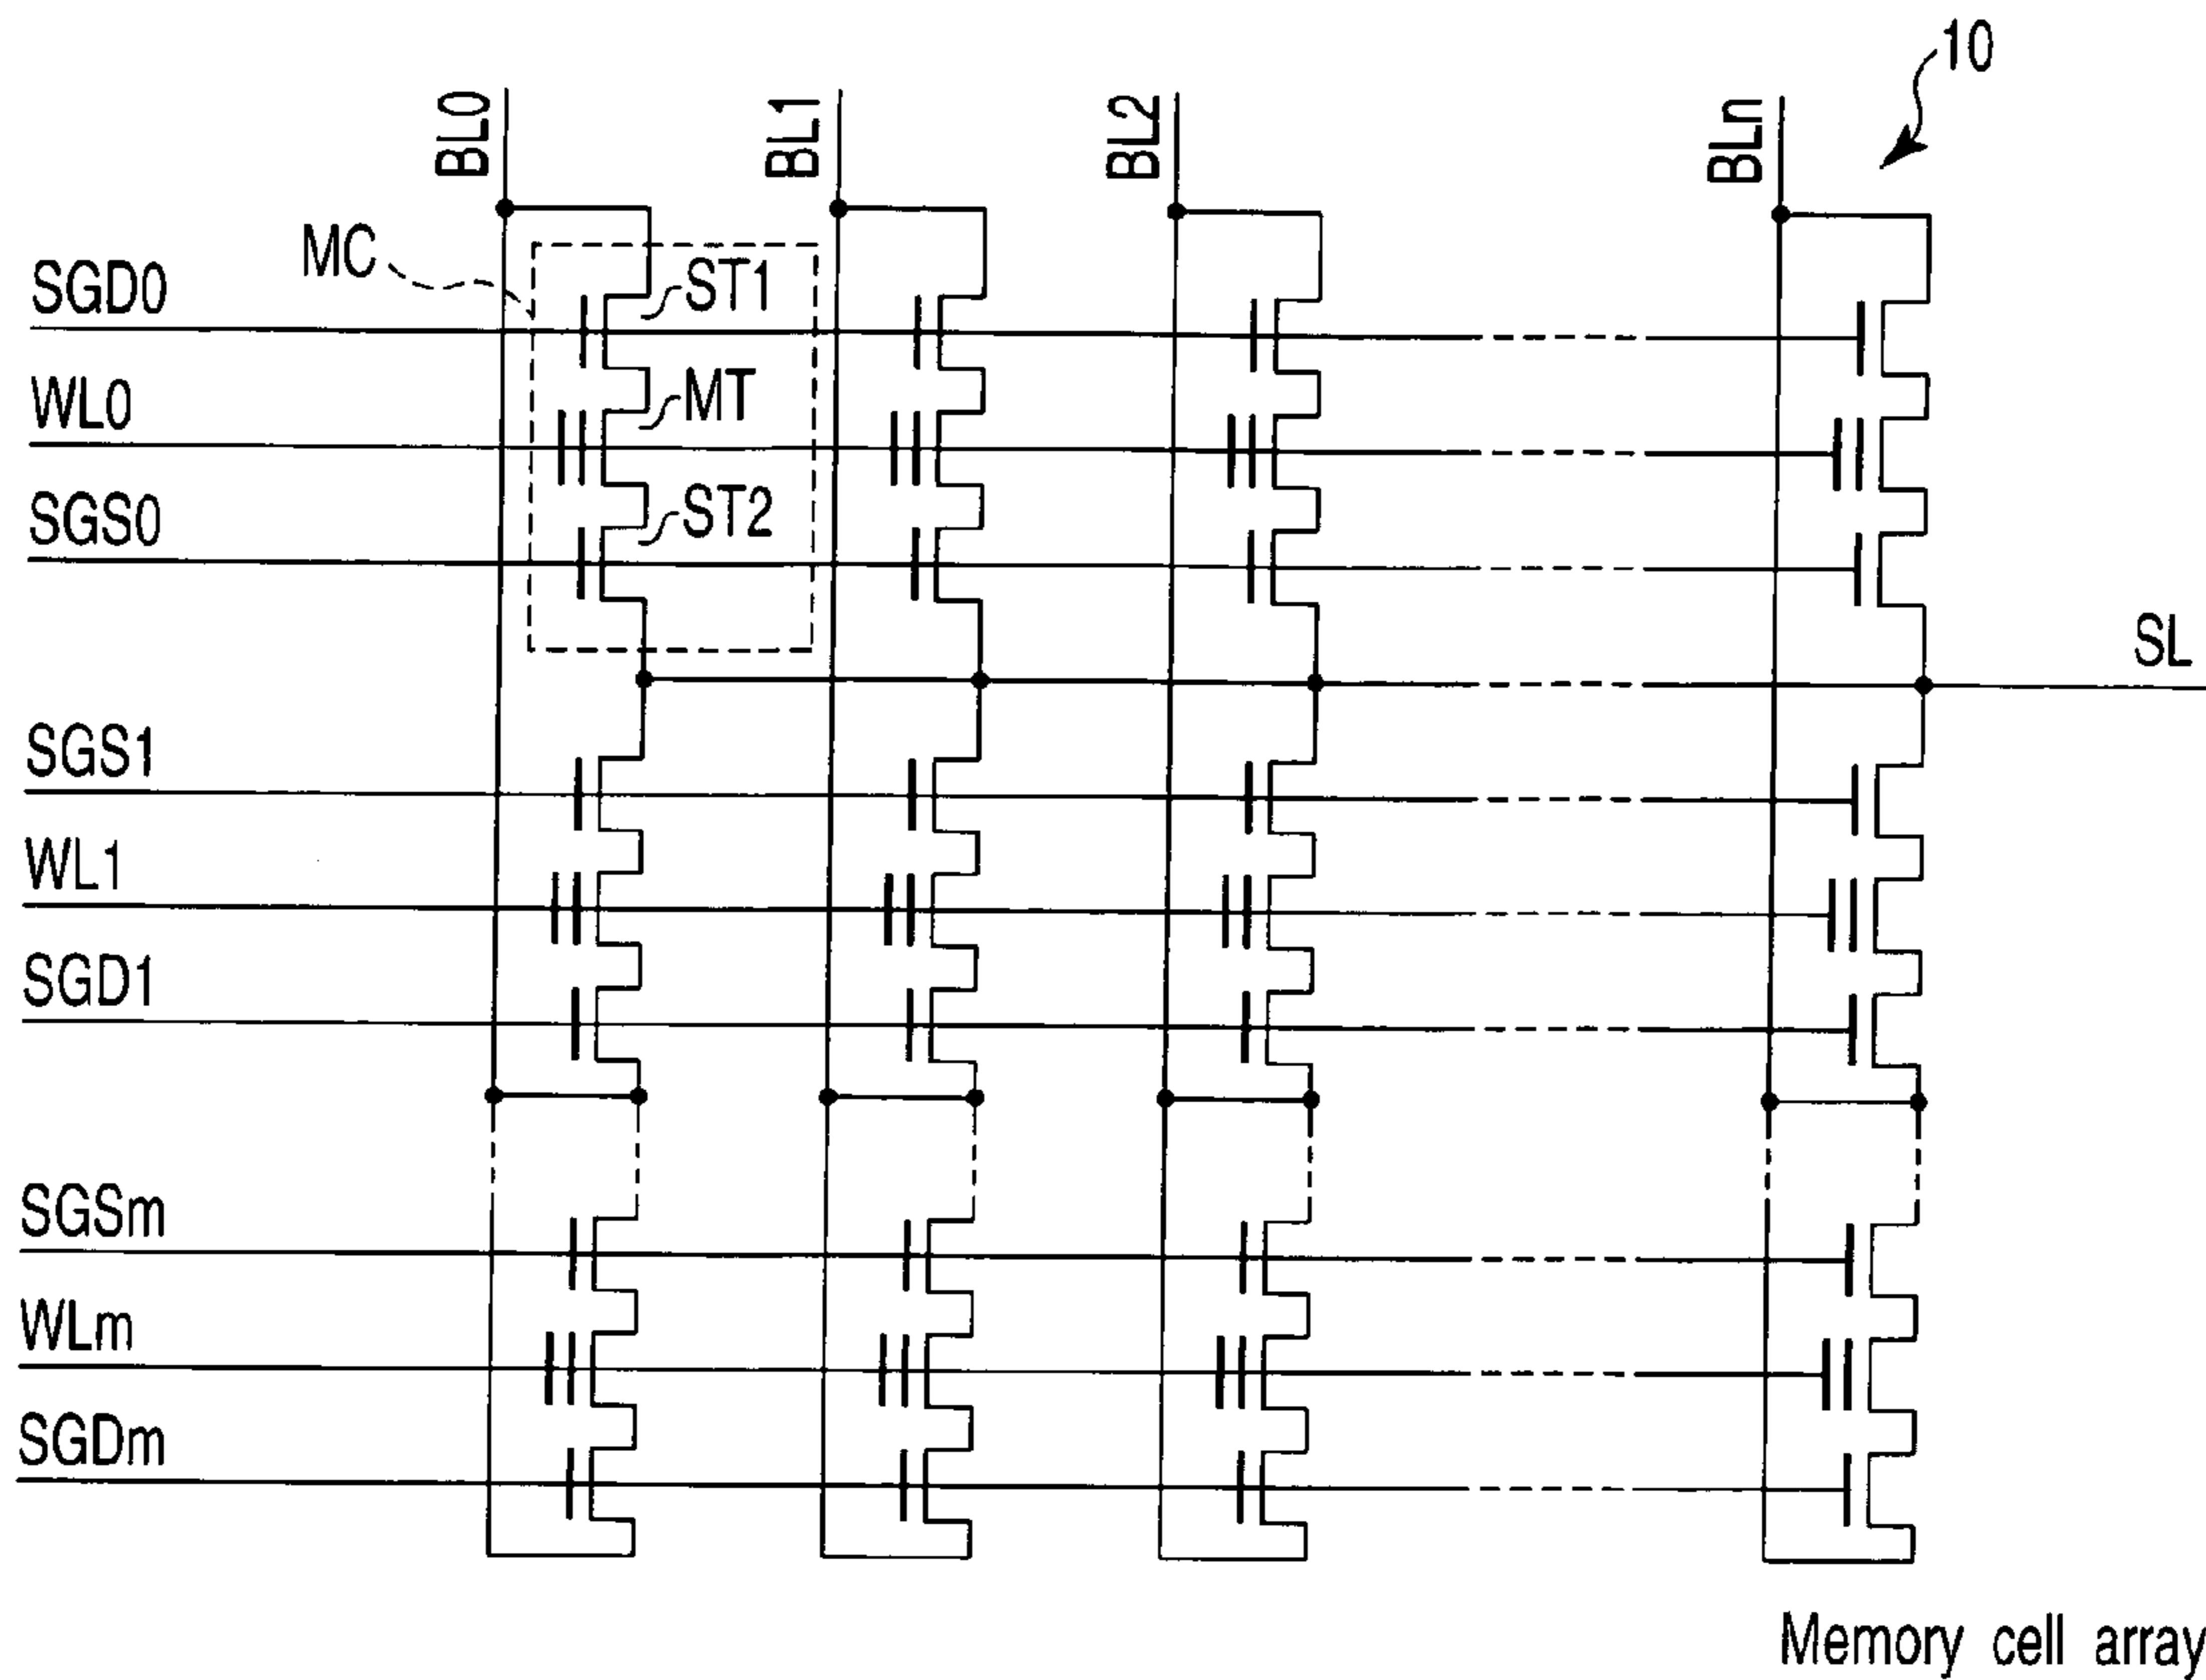 10
BL0
BL1
BL2
BLn
MC
SGD0
ST1
WL0
MT
SGS0
ST2
SL
SGS1
WL1
SGD1
SGSm
WLm
SGDm
Memory cell array